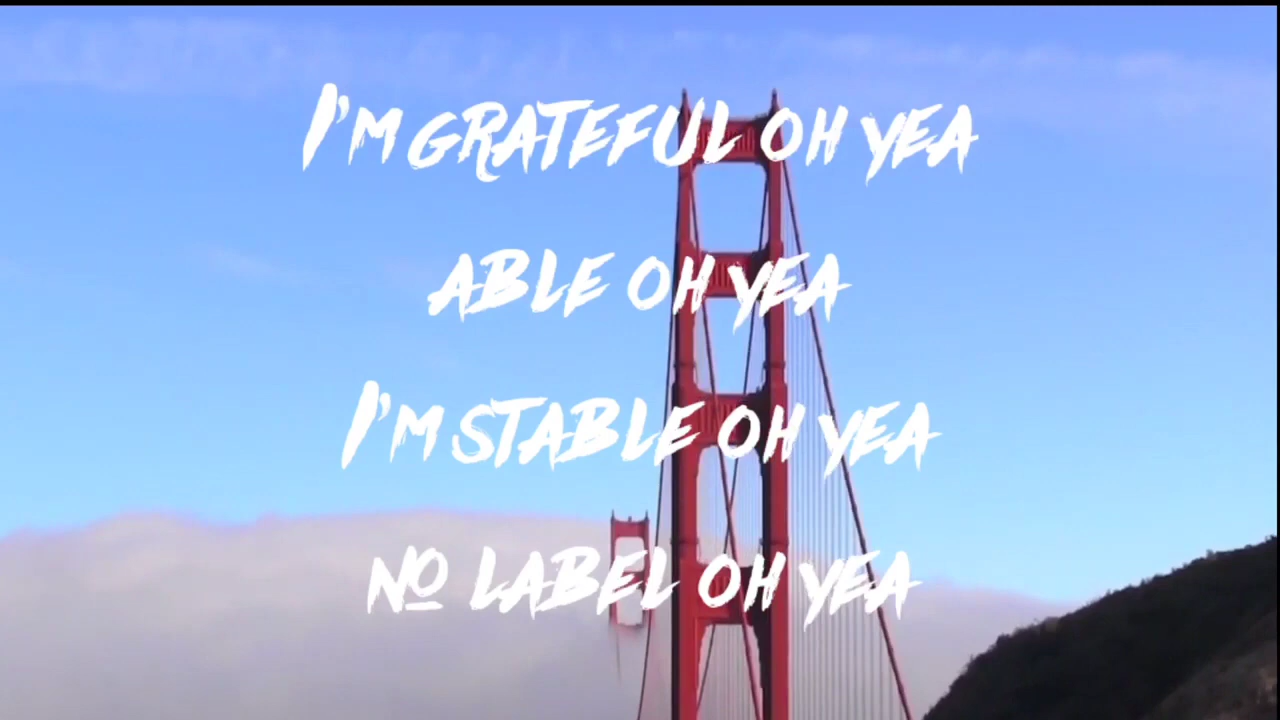 I'm grateful oh yea
able oh yea
I'm stable oh yea
no label oh yea